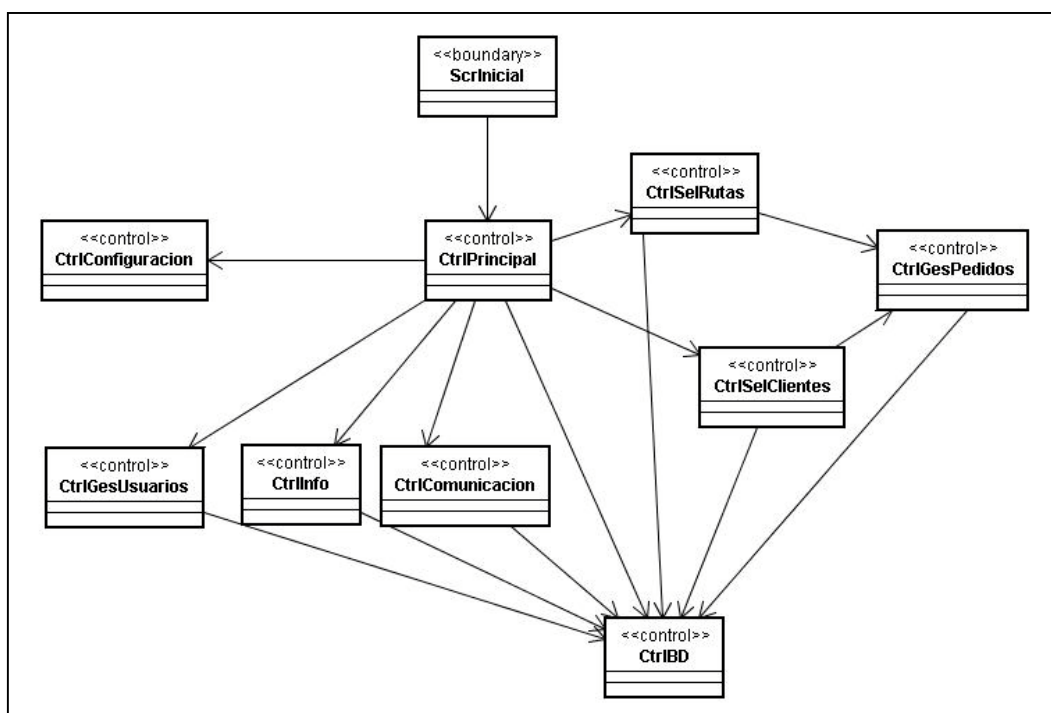 <<boundary>>
ScrInicial
<<control>>
CtrlSelRutas
<<control>>
CtrlConfiguracion
<<control>>
CtrlPrincipal
<<control>>
CtrlGesPedidos
<<control>>
CtrlSelClientes
<<control>>
CtrlGesUsuarios
<<control>>
CtrlInfo
<<control>>
CtrlComunicacion
<<control>>
CtrlBD